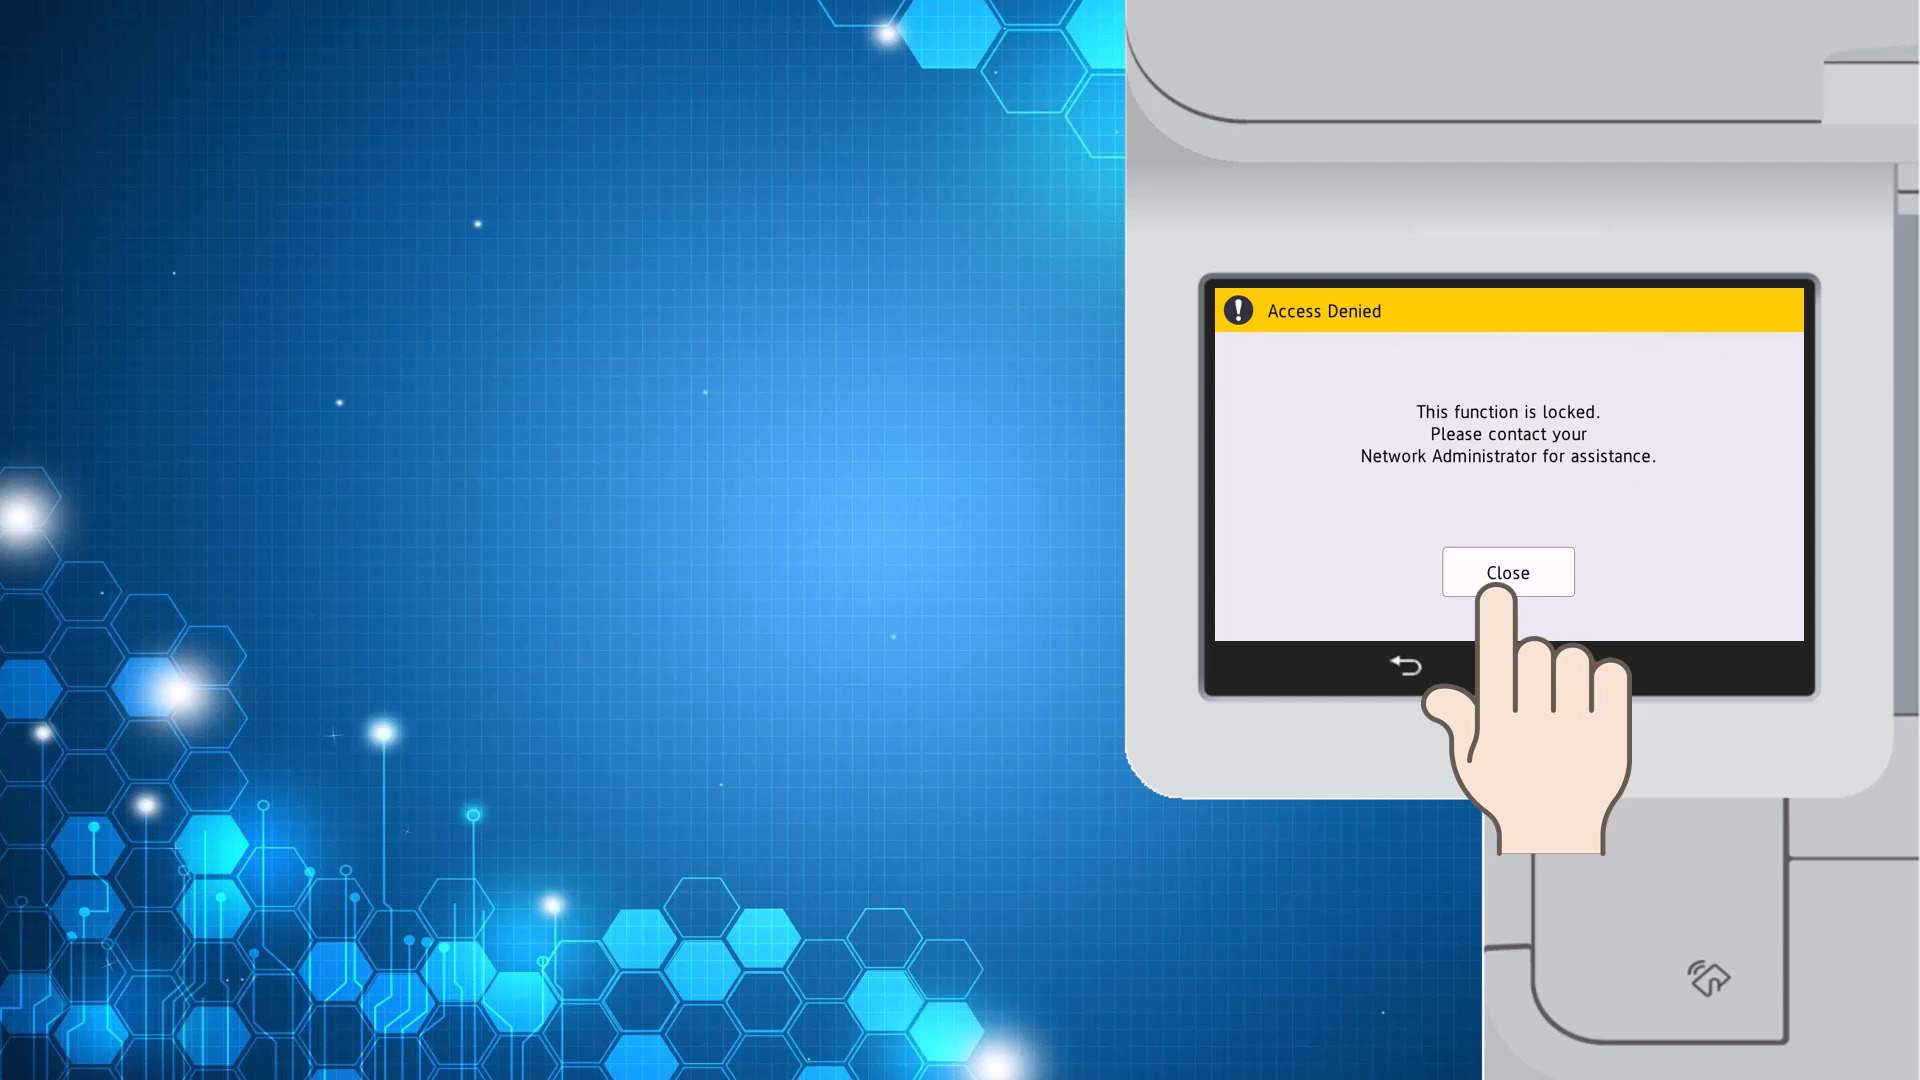 Access Denied
This function is locked.
Please contact your
Network Administrator for assistance.
Close